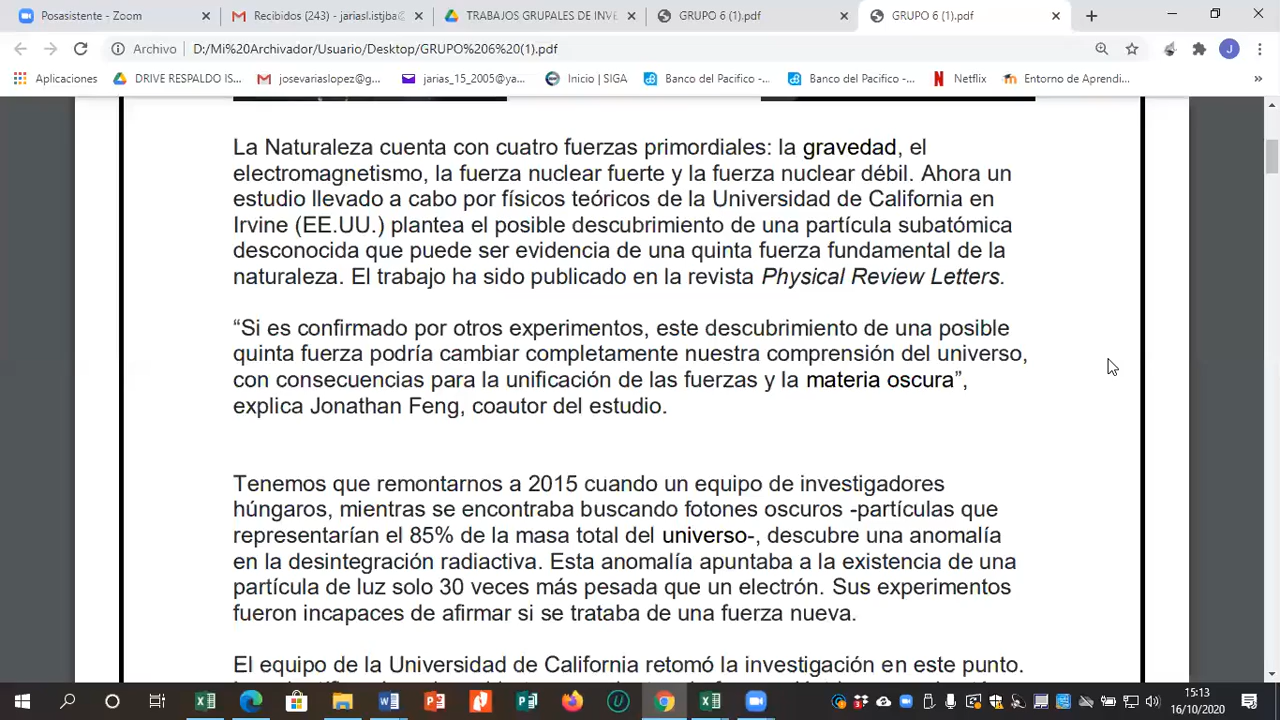 Posasistente - Zoom
Recibidos (243) - jariasl.istjba@
TRABAJOS GRUPALES DE INVE
GRUPO 6 (1).pdf
GRUPO 6 (1).pdf
Archivo
D:/Mi%20Archivador/Usuario/Desktop/GRUPO%206%20(1).pdf
J
Aplicaciones
DRIVE RESPALDO IS...
josevariaslopez@g...
jarias_15_2005@ya...
Inicio | SIGA
Banco del Pacifico -...
Banco del Pacifico -...
Netflix
Entorno de Aprendi...
»
La Naturaleza cuenta con cuatro fuerzas primordiales: la gravedad, el
electromagnetismo, la fuerza nuclear fuerte y la fuerza nuclear débil. Ahora un
estudio llevado a cabo por físicos teóricos de la Universidad de California en
Irvine (EE.UU.) plantea el posible descubrimiento de una partícula subatómica
desconocida que puede ser evidencia de una quinta fuerza fundamental de la
naturaleza. El trabajo ha sido publicado en la revista Physical Review Letters.
“Si es confirmado por otros experimentos, este descubrimiento de una posible
quinta fuerza podría cambiar completamente nuestra comprensión del universo,
con consecuencias para la unificación de las fuerzas y la materia oscura”,
explica Jonathan Feng, coautor del estudio.
Tenemos que remontarnos a 2015 cuando un equipo de investigadores
húngaros, mientras se encontraba buscando fotones oscuros -partículas que
representarían el 85% de la masa total del universo-, descubre una anomalía
en la desintegración radiactiva. Esta anomalía apuntaba a la existencia de una
partícula de luz solo 30 veces más pesada que un electrón. Sus experimentos
fueron incapaces de afirmar si se trataba de una fuerza nueva.
El equipo de la Universidad de California retomó la investigación en este punto.
15:13
16/10/2020